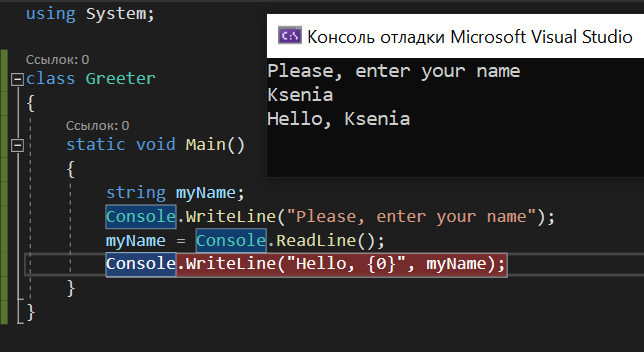 using System;
Ссылок: 0
class Greeter
{
Ссылок: 0
static void Main()
{
string myName;
Console.WriteLine("Please, enter your name");
myName = Console.ReadLine();
Console.WriteLine("Hello, {0}", myName);
}
}
Консоль отладки Microsoft Visual Studio
Please, enter your name
Ksenia
Hello, Ksenia